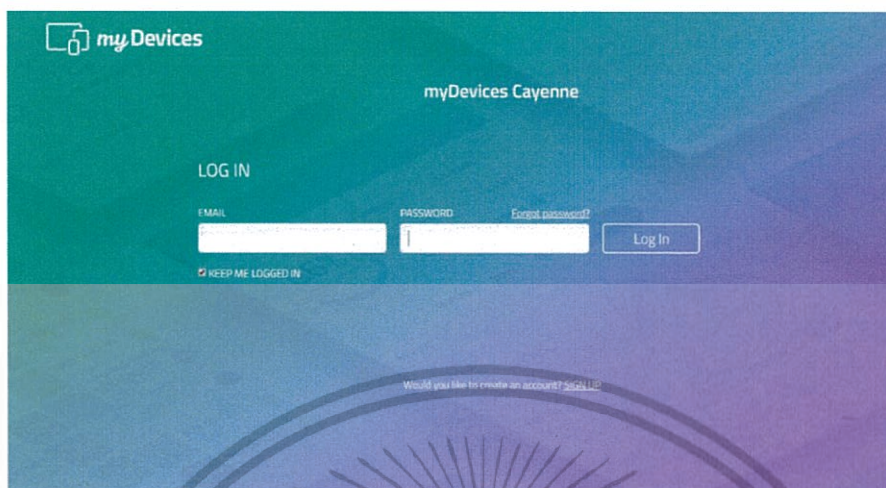 my Devices
myDevices Cayenne
LOG IN
EMAIL
PASSWORD
Forgot password?
Log In
KEEP ME LOGGED IN
Would you like to create an account? SIGN UP